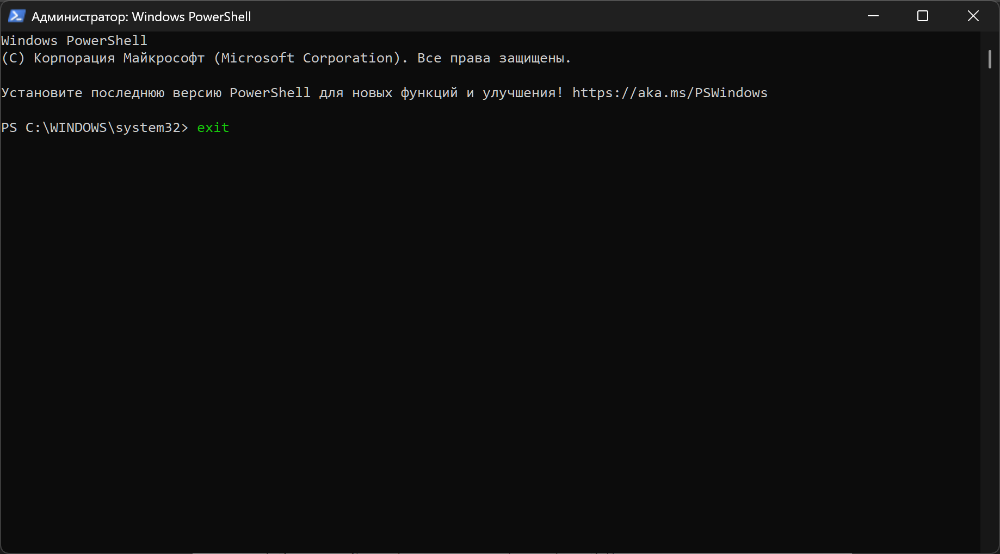 Администратор: Windows PowerShell
Windows PowerShell
(C) Корпорация Майкрософт (Microsoft Corporation). Все права защищены.
Установите последнюю версию PowerShell для новых функций и улучшения! https://aka.ms/PSWindows
PS C:\WINDOWS\system32> exit